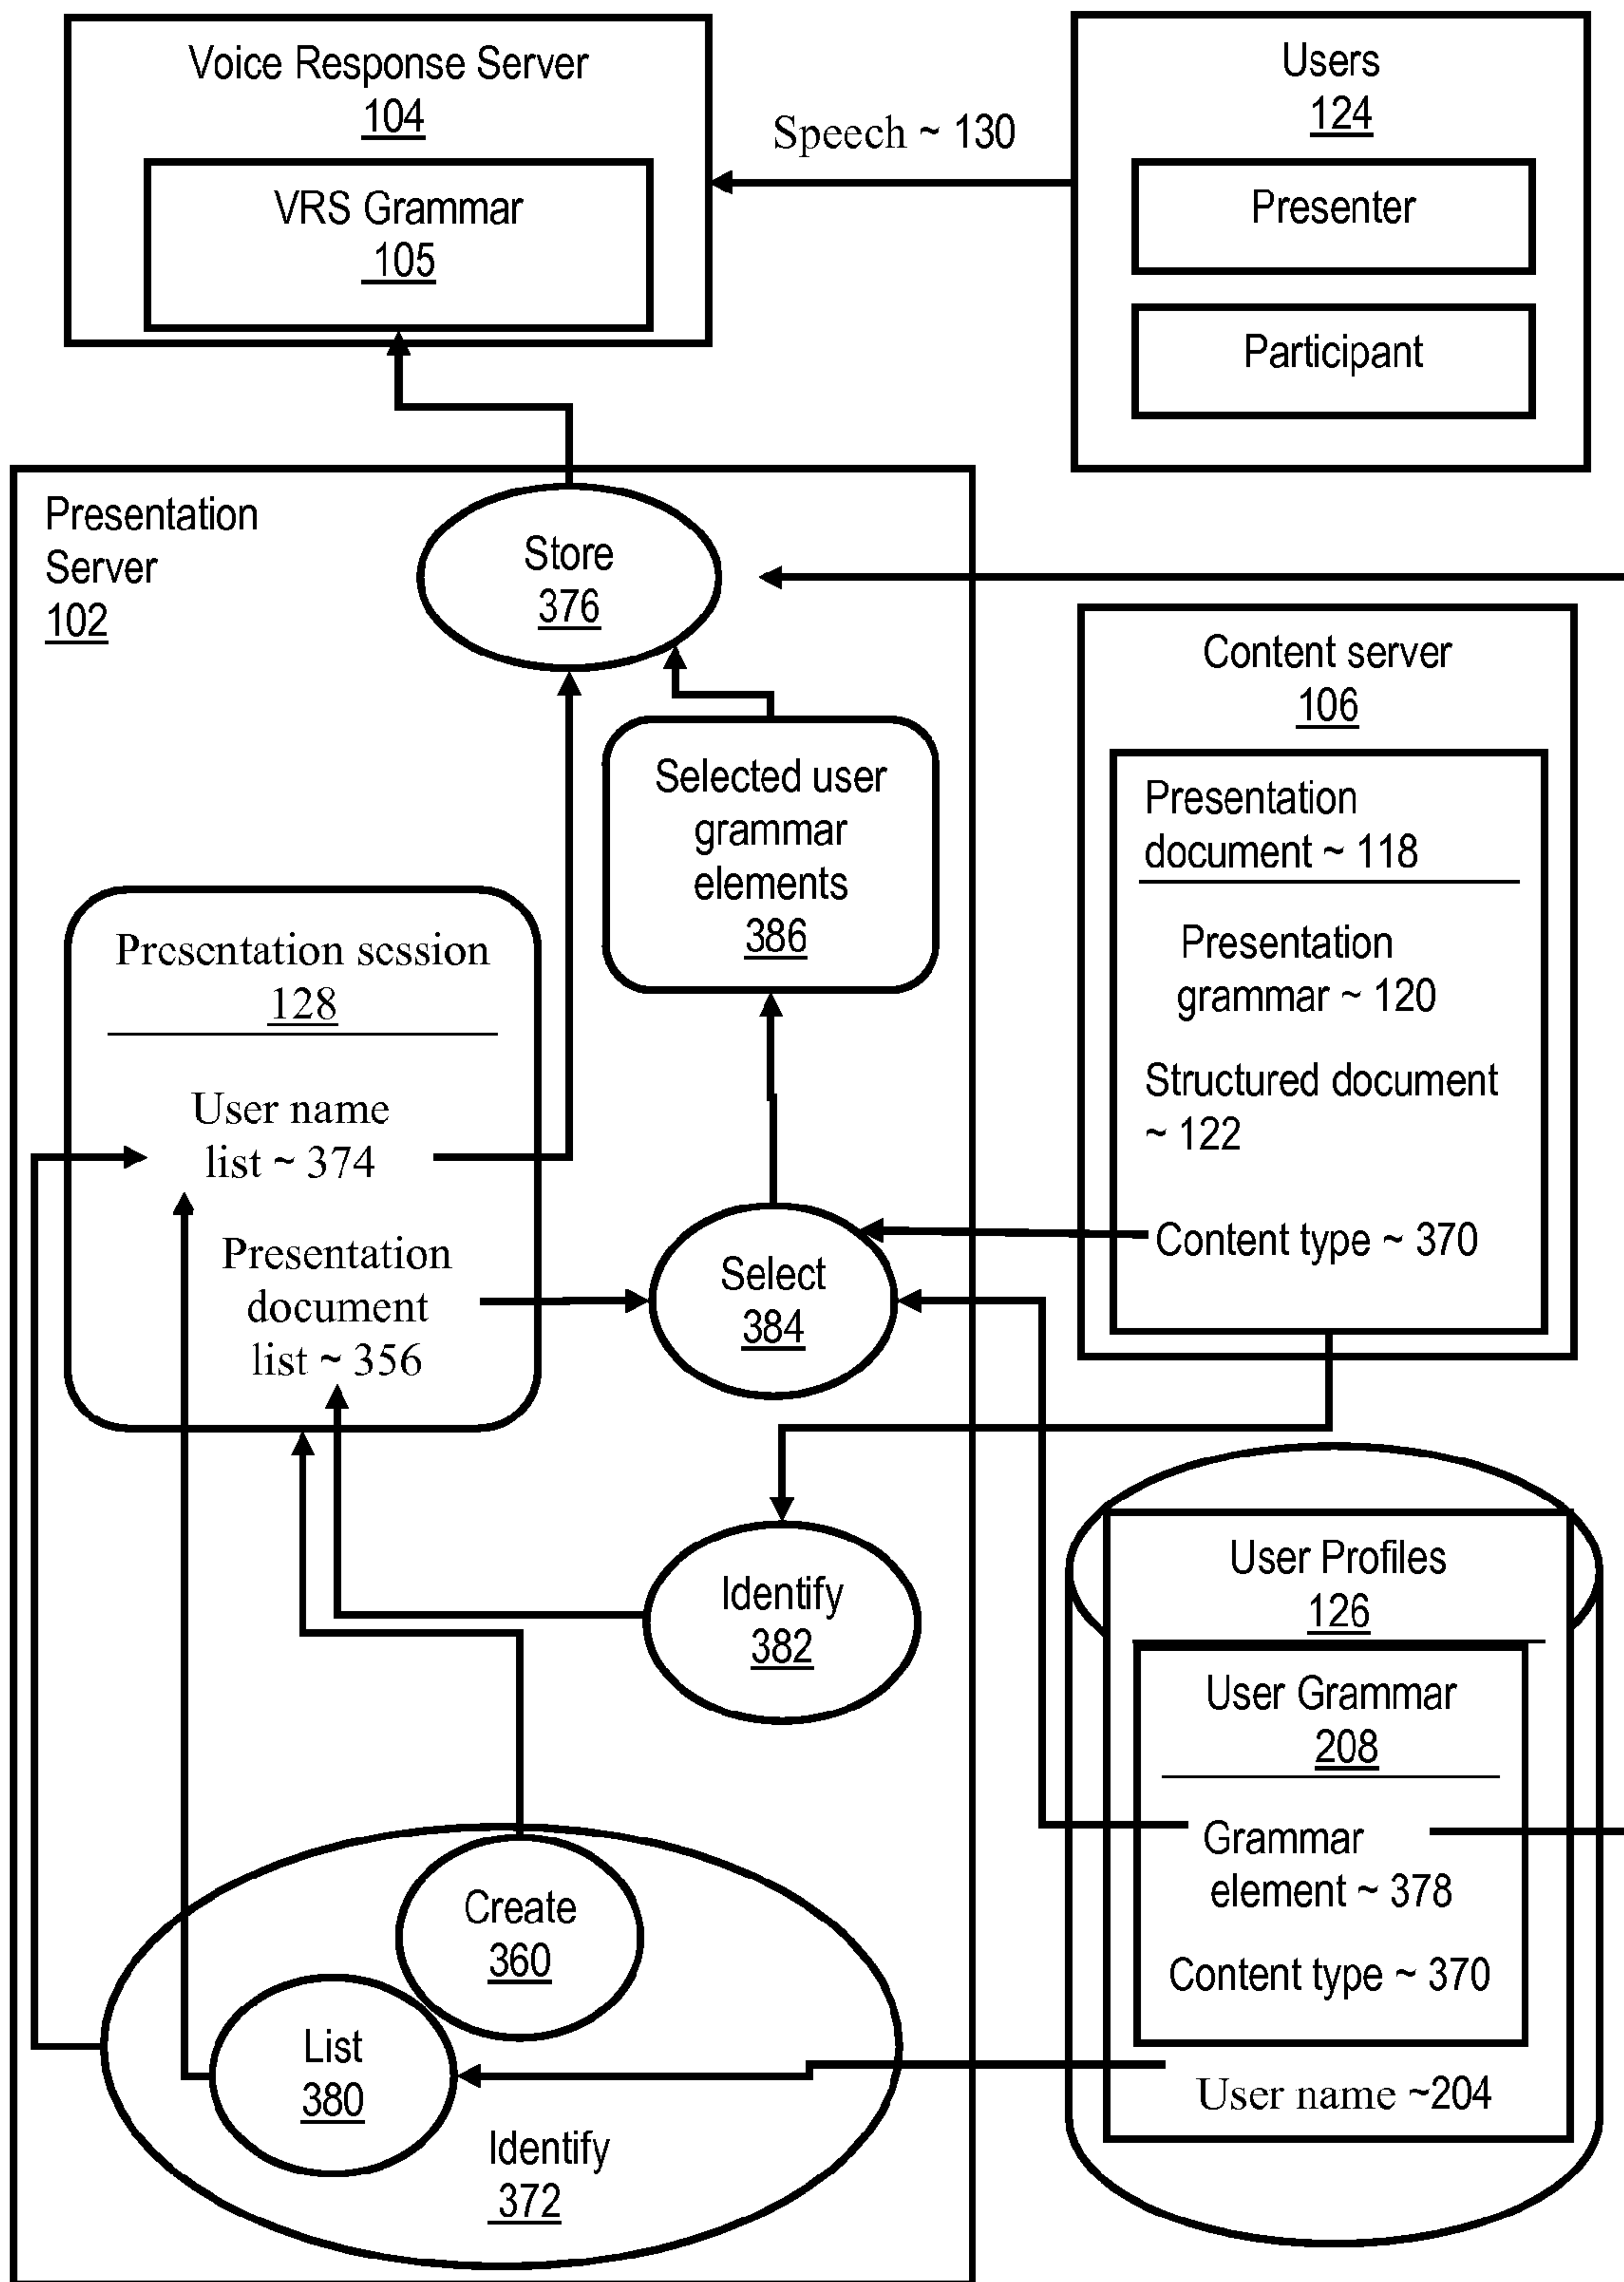 Voice Response Server
104
VRS Grammar
105
Speech ~ 130
Users
124
Presenter
Participant
Presentation
Server
102
Store
376
Selected user
grammar
elements
386
Content server
106
Presentation
document ~ 118
Presentation
grammar ~ 120
Structured document
~ 122
Content type ~ 370
Presentation session
128
User name
list ~ 374
Presentation
document
list ~ 356
Select
384
Identify
382
User Profiles
126
User Grammar
208
Grammar
element ~ 378
Content type ~ 370
User name ~204
Create
360
List
380
Identify
372